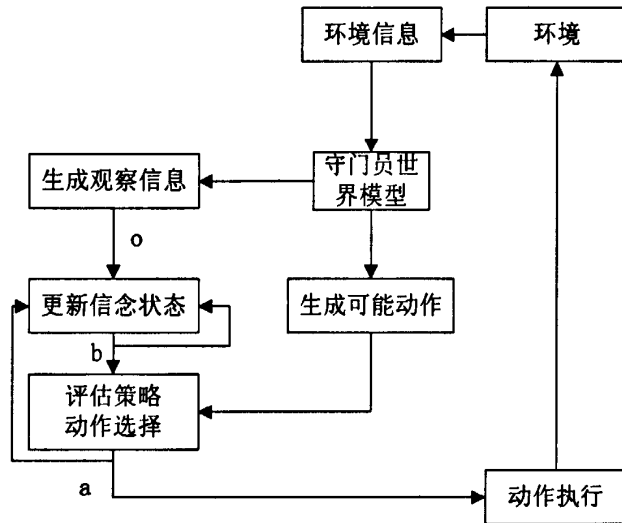 环境信息
环境
守门员世
界模型
生成观察信息
o
更新信念状态
生成可能动作
b
评估策略
动作选择
a
动作执行